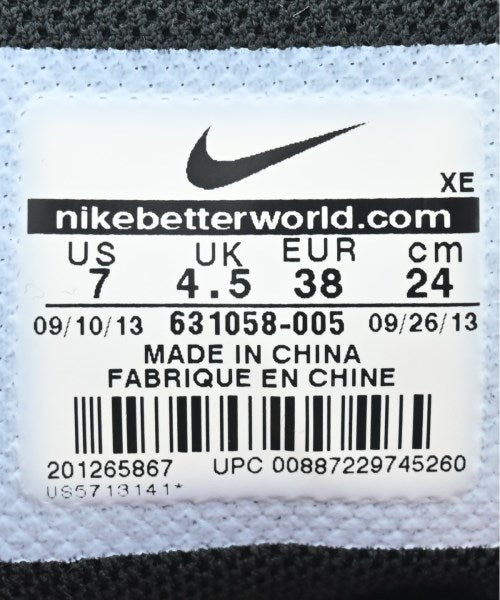 XE
nikebetterworld.com
US UK EUR cm
7 4.5 38 24
09/10/13 631058-005 09/26/13
MADE IN CHINA
FABRIQUE EN CHINE
201265867 UPC 00887229745260
US5713141*